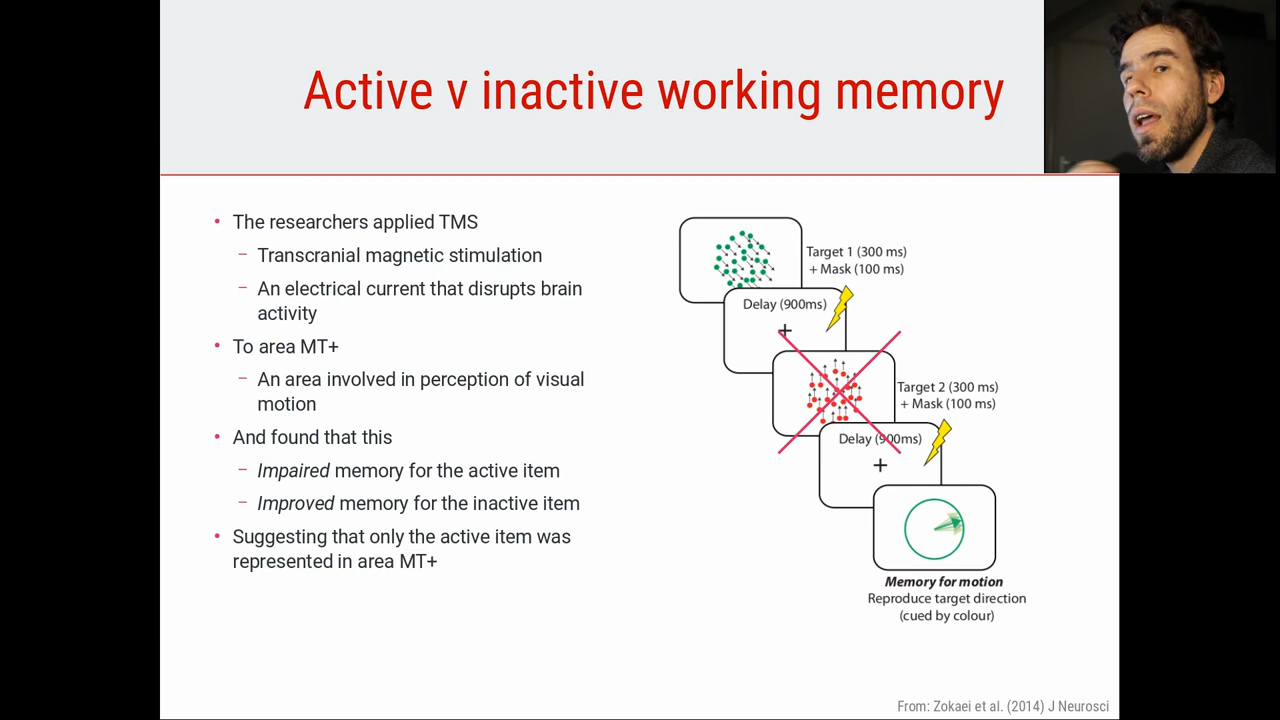 Active v inactive working memory
• The researchers applied TMS
– Transcranial magnetic stimulation
– An electrical current that disrupts brain
activity
• To area MT+
– An area involved in perception of visual
motion
• And found that this
– Impaired memory for the active item
– Improved memory for the inactive item
• Suggesting that only the active item was
represented in area MT+
Target 1 (300 ms)
+ Mask (100 ms)
Delay (900ms)
Target 2 (300 ms)
+ Mask (100 ms)
Delay (900ms)
Memory for motion
Reproduce target direction
(cued by colour)
From: Zokaei et al. (2014) J Neurosci